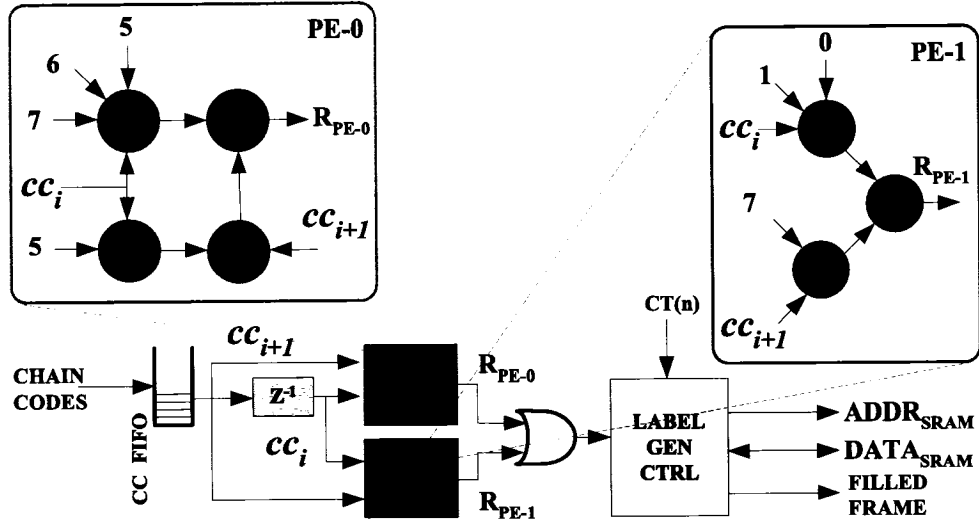 PE-0
5
6
7
R_PE-0
cc_i
5
cc_i+1
PE-1
0
1
cc_i
R_PE-1
7
cc_i+1
CHAIN
CODES
CC FIFO
cc_i+1
Z^-1
cc_i
R_PE-0
R_PE-1
CT(n)
LABEL
GEN
CTRL
ADDR_SRAM
DATA_SRAM
FILLED
FRAME